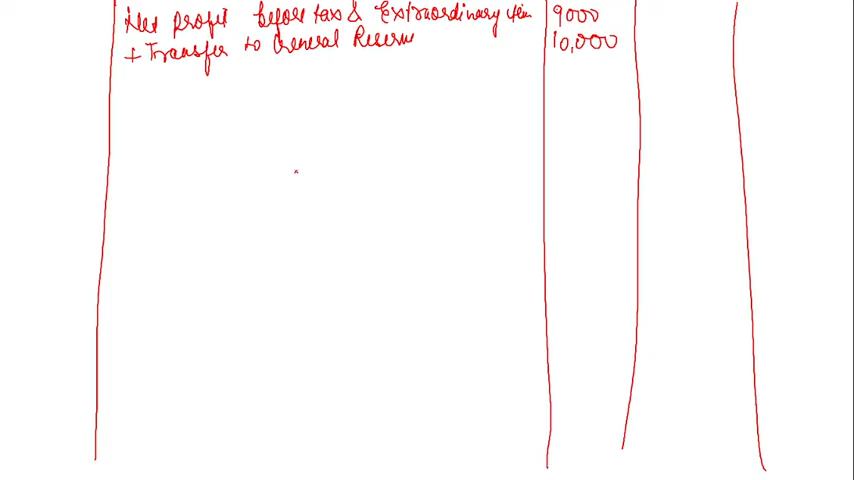 Net profit before tax & Extraordinary item 9000
+ Transfer to General Reserve 10,000